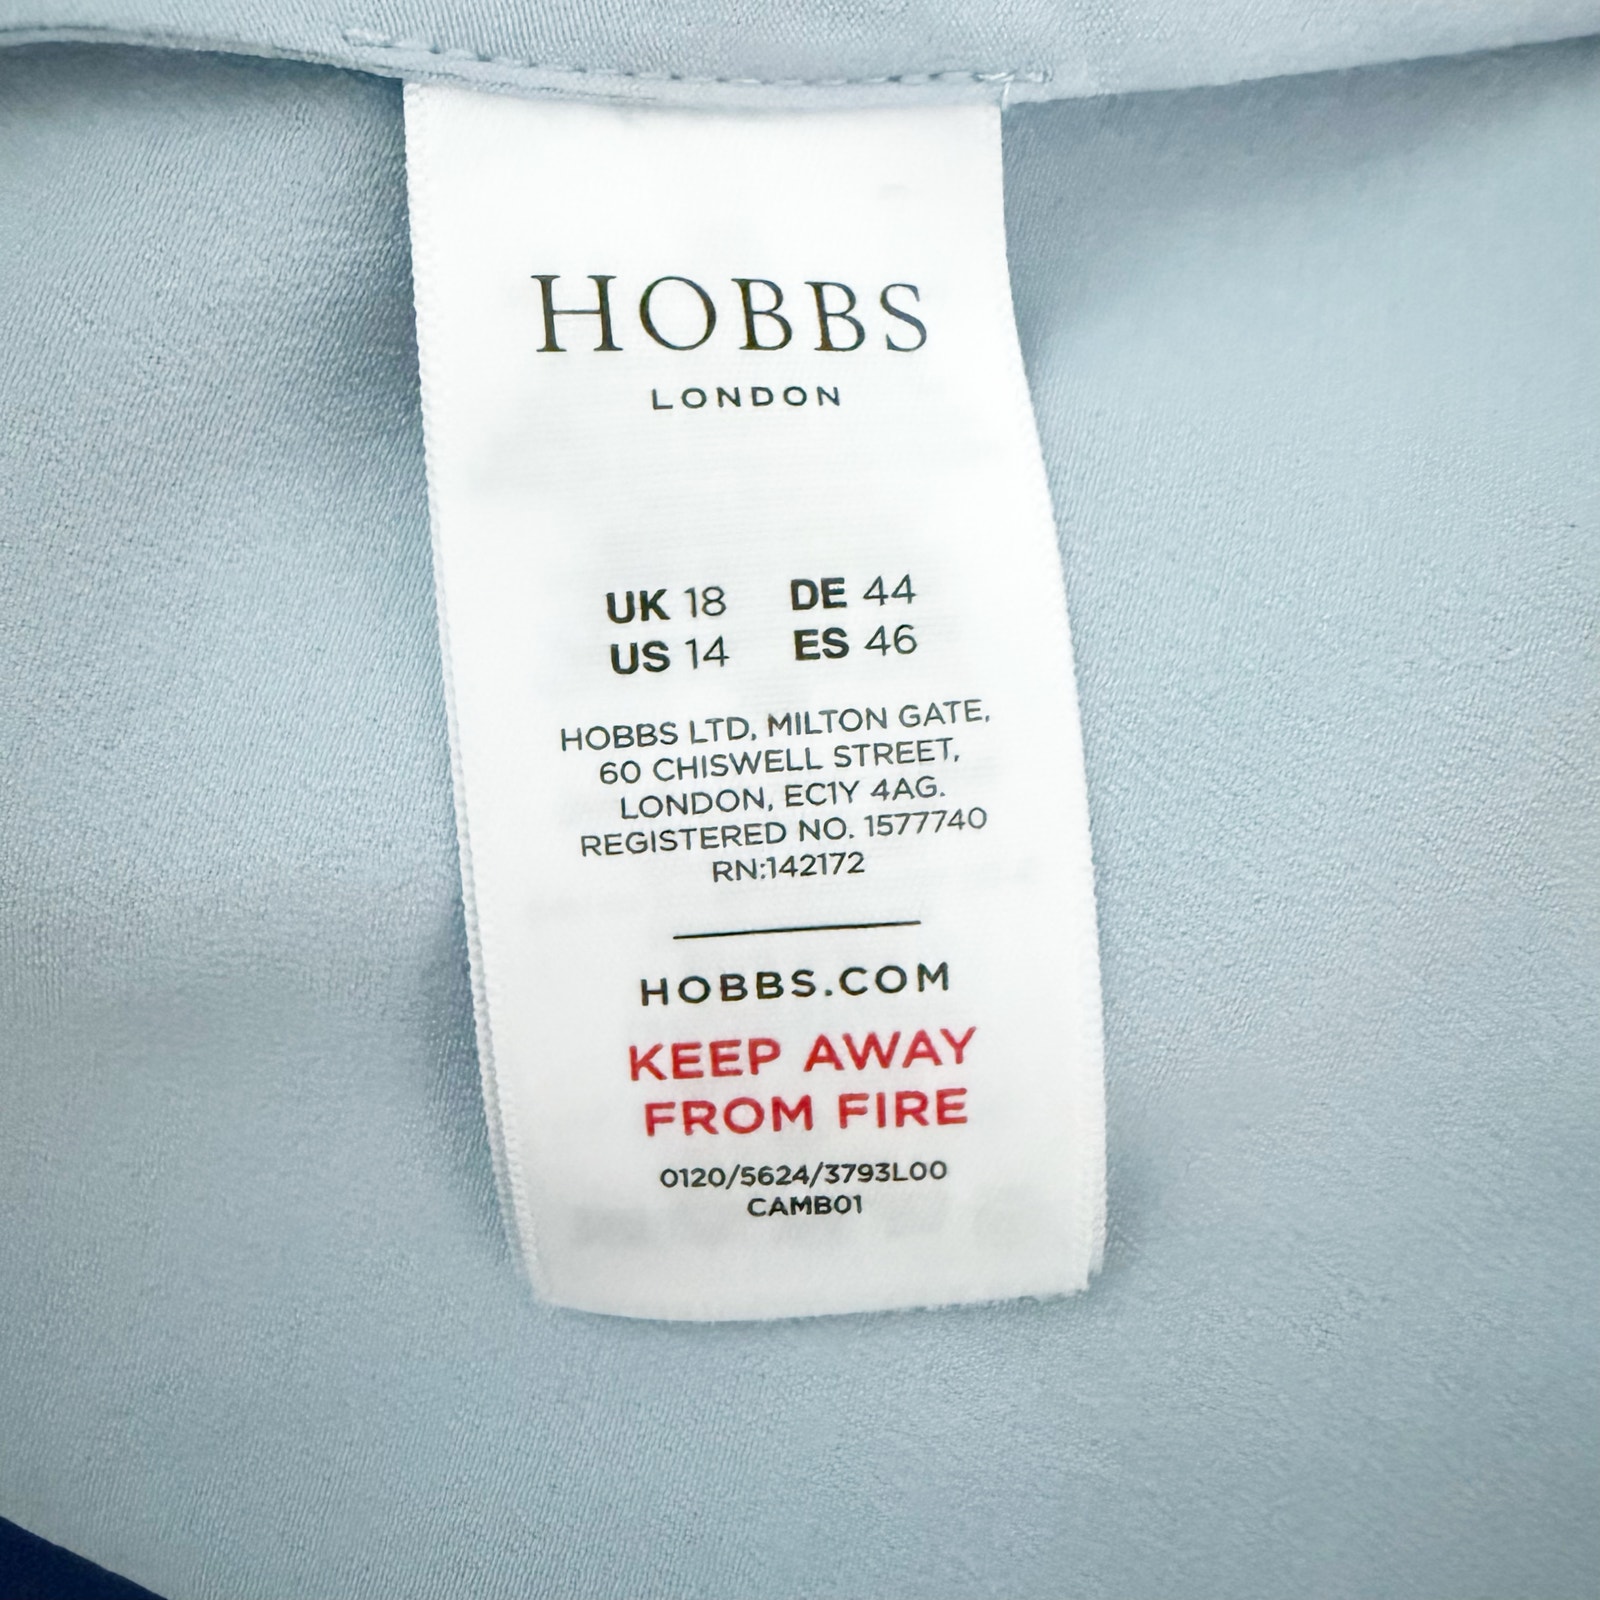 HOBBS
LONDON
UK 18 DE 44
US 14 ES 46
HOBBS LTD, MILTON GATE,
60 CHISWELL STREET,
LONDON, EC1Y 4AG.
REGISTERED NO. 1577740
RN:142172
HOBBS.COM
KEEP AWAY
FROM FIRE
0120/5624/3793L00
CAMB01